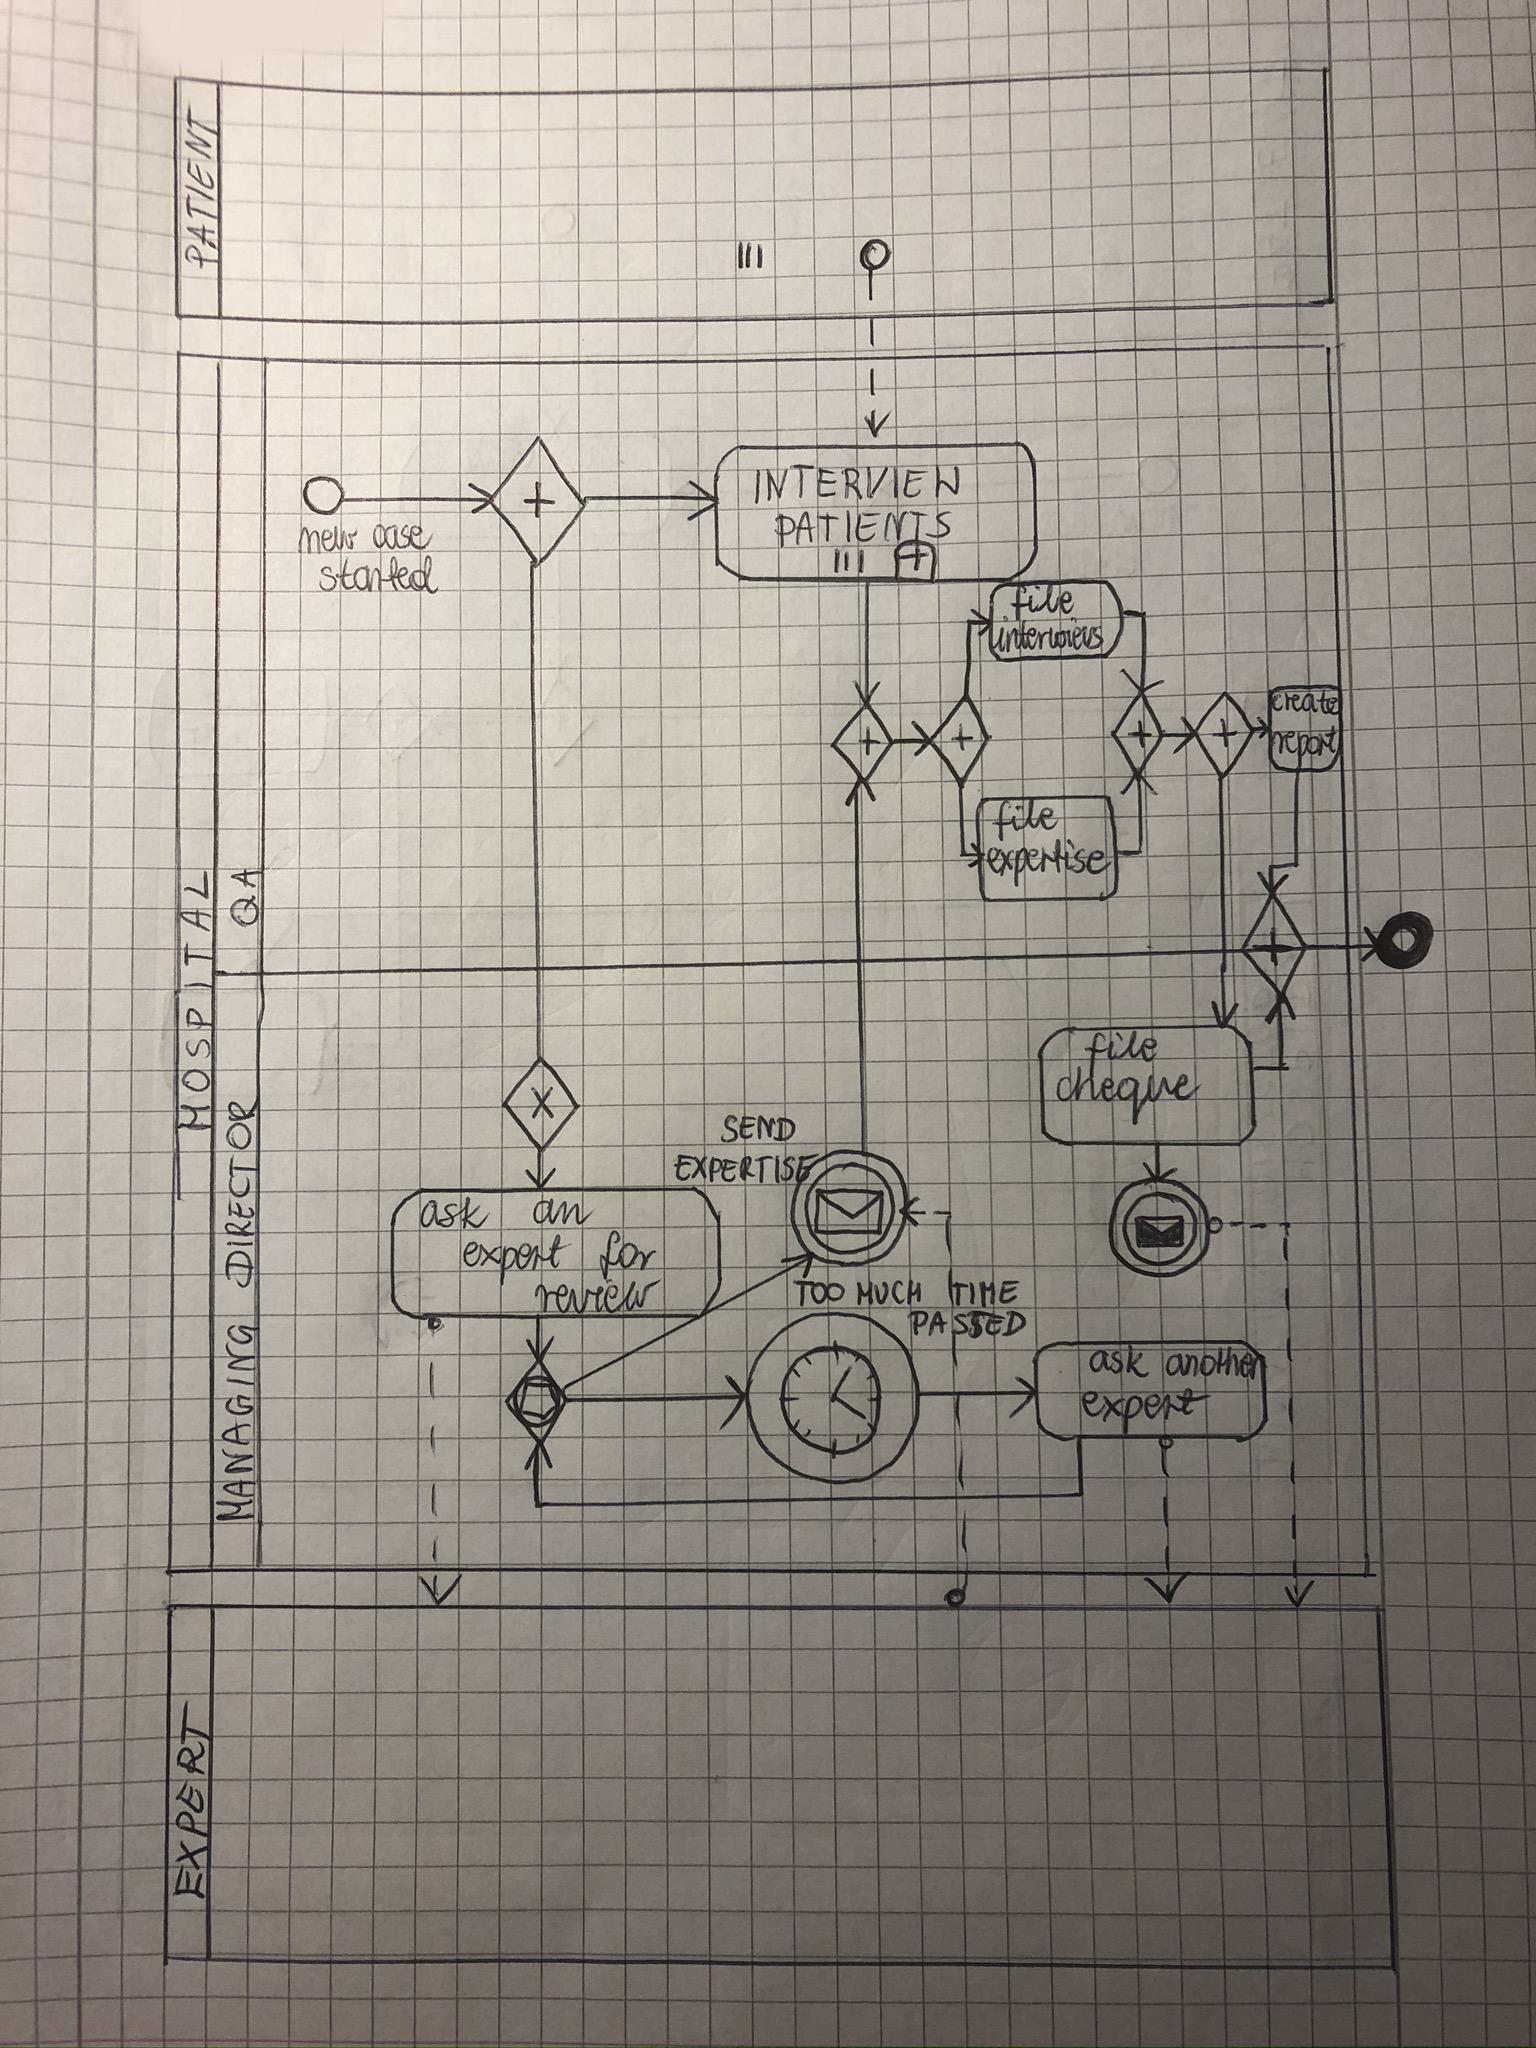 PATIENT
INTERVIEW
PATIENTS
new case
started
file
interviews
create
report
file
expertise
HOSPITAL
QA
MANAGING DIRECTOR
file
cheque
SEND
EXPERTISE
ask an
expert for
review
TOO MUCH TIME
PASSED
ask another
expert
EXPERT